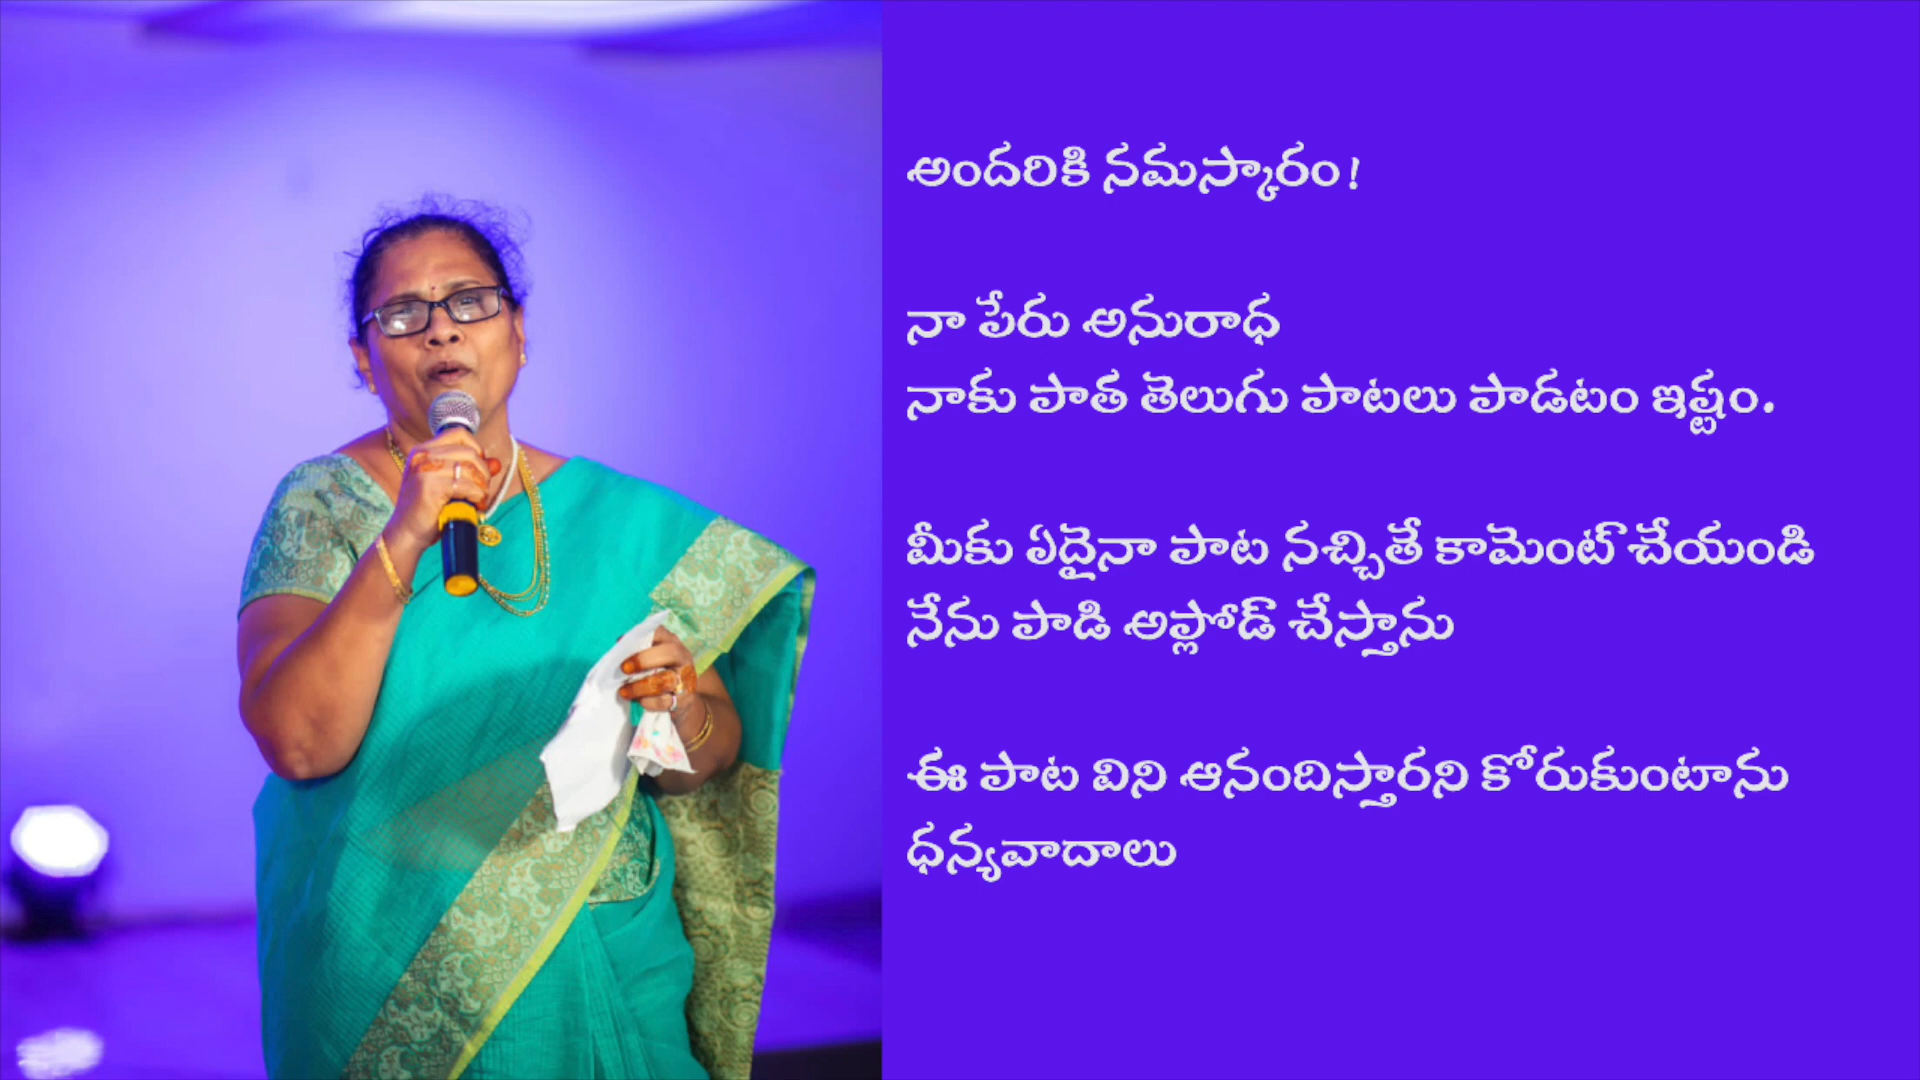 అందరికి నమస్కారం!
నా పేరు అనురాధ
నాకు పాత తెలుగు పాటలు పాడటం ఇష్టం.
మీకు ఏదైనా పాట నచ్చితే కామెంట్ చేయండి
నేను పాడి అప్లోడ్ చేస్తాను
ఈ పాట విని ఆనందిస్తారని కోరుకుంటాను
ధన్యవాదాలు